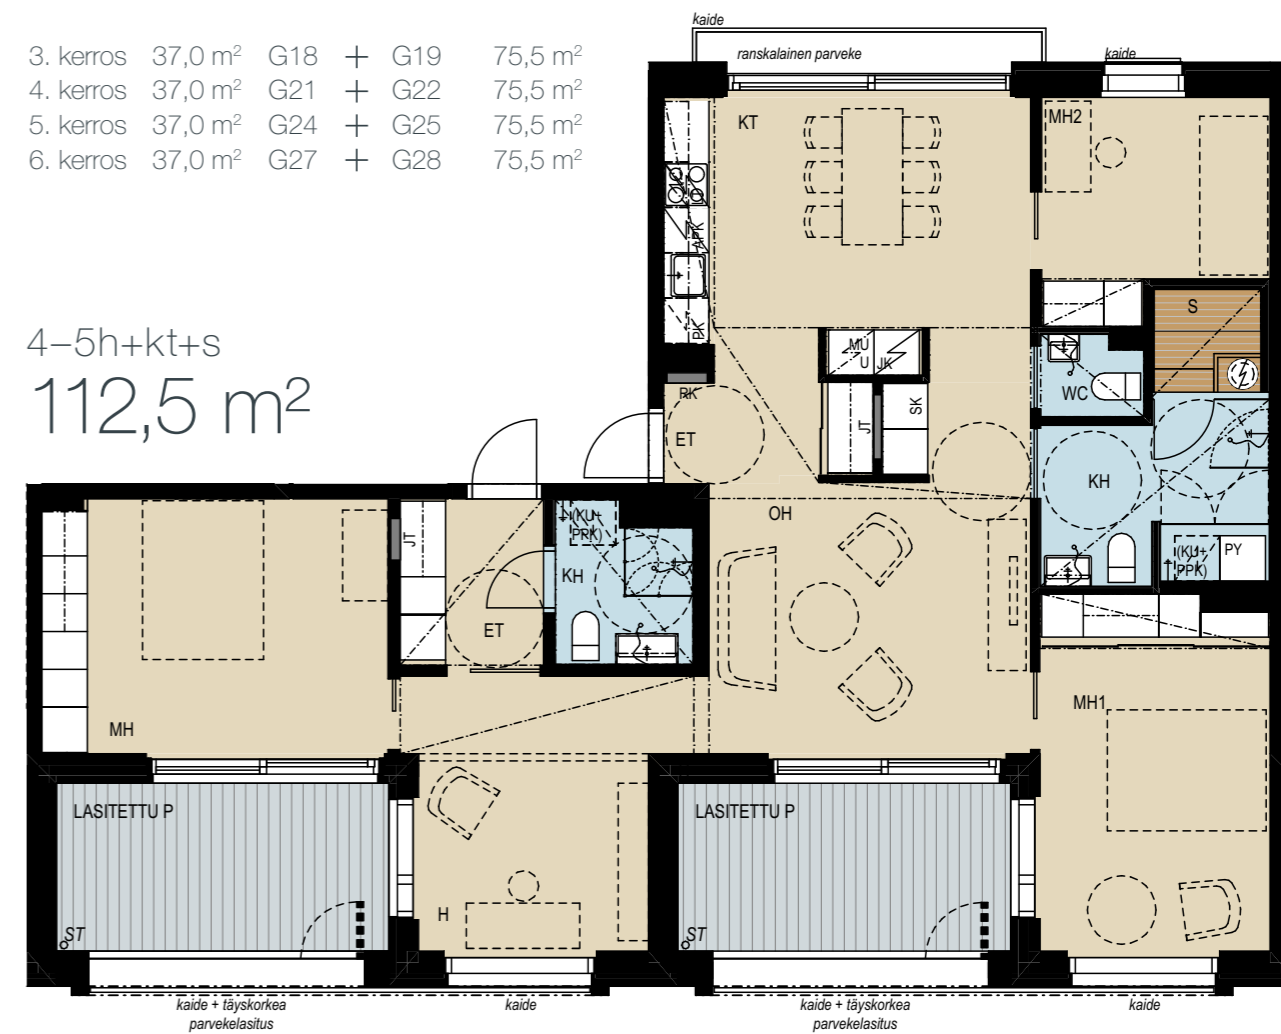 kaide
ranskalainen parveke
kaide
3. kerros 37,0 m² G18 + G19 75,5 m²
4. kerros 37,0 m² G21 + G22 75,5 m²
5. kerros 37,0 m² G24 + G25 75,5 m²
6. kerros 37,0 m² G27 + G28 75,5 m²
4–5h+kt+s
112,5 m²
KT
MH2
APK
PK
S
MU
U
JK
WC
RK
ET
JT
SK
KH
OH
(KU+
PPK)
KH
JT
ET
(KU+
PPK)
PY
MH
MH1
LASITETTU P
LASITETTU P
H
ST
ST
kaide + täyskorkea
parvekelasitus
kaide
kaide + täyskorkea
parvekelasitus
kaide